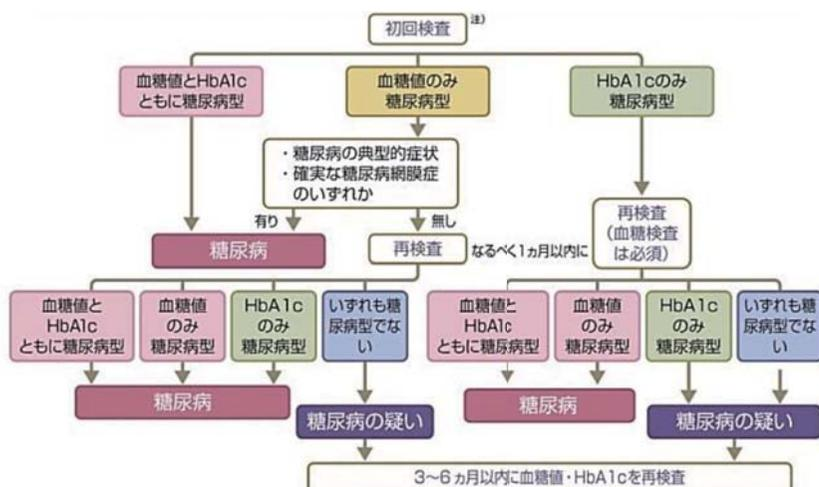 初回検査 注)
血糖値とHbA1c
ともに糖尿病型
血糖値のみ
糖尿病型
HbA1cのみ
糖尿病型
・糖尿病の典型的症状
・確実な糖尿病網膜症
のいずれか
有り
無し
糖尿病
再検査
なるべく1ヵ月以内に
再検査
(血糖検査
は必須)
血糖値と
HbA1c
ともに糖尿病型
血糖値
のみ
糖尿病型
HbA1c
のみ
糖尿病型
いずれも糖
尿病型でな
い
血糖値と
HbA1c
ともに糖尿病型
血糖値
のみ
糖尿病型
HbA1c
のみ
糖尿病型
いずれも糖
尿病型でな
い
糖尿病
糖尿病の疑い
糖尿病
糖尿病の疑い
3~6ヵ月以内に血糖値・HbA1cを再検査